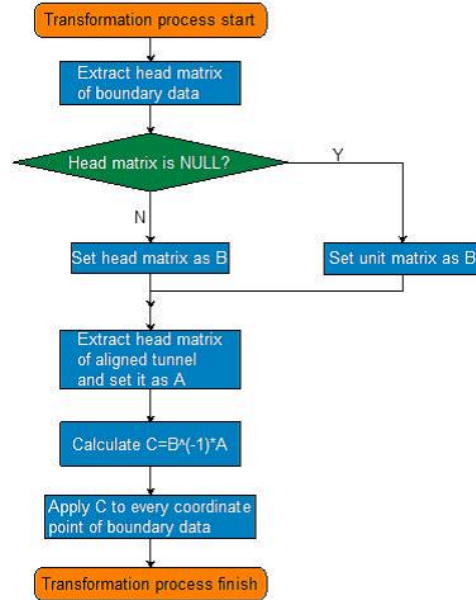 Transformation process start
Extract head matrix
of boundary data
Head matrix is NULL?
Y
N
Set head matrix as B
Set unit matrix as B
Extract head matrix
of aligned tunnel
and set it as A
Calculate C=B^(-1)*A
Apply C to every coordinate
point of boundary data
Transformation process finish